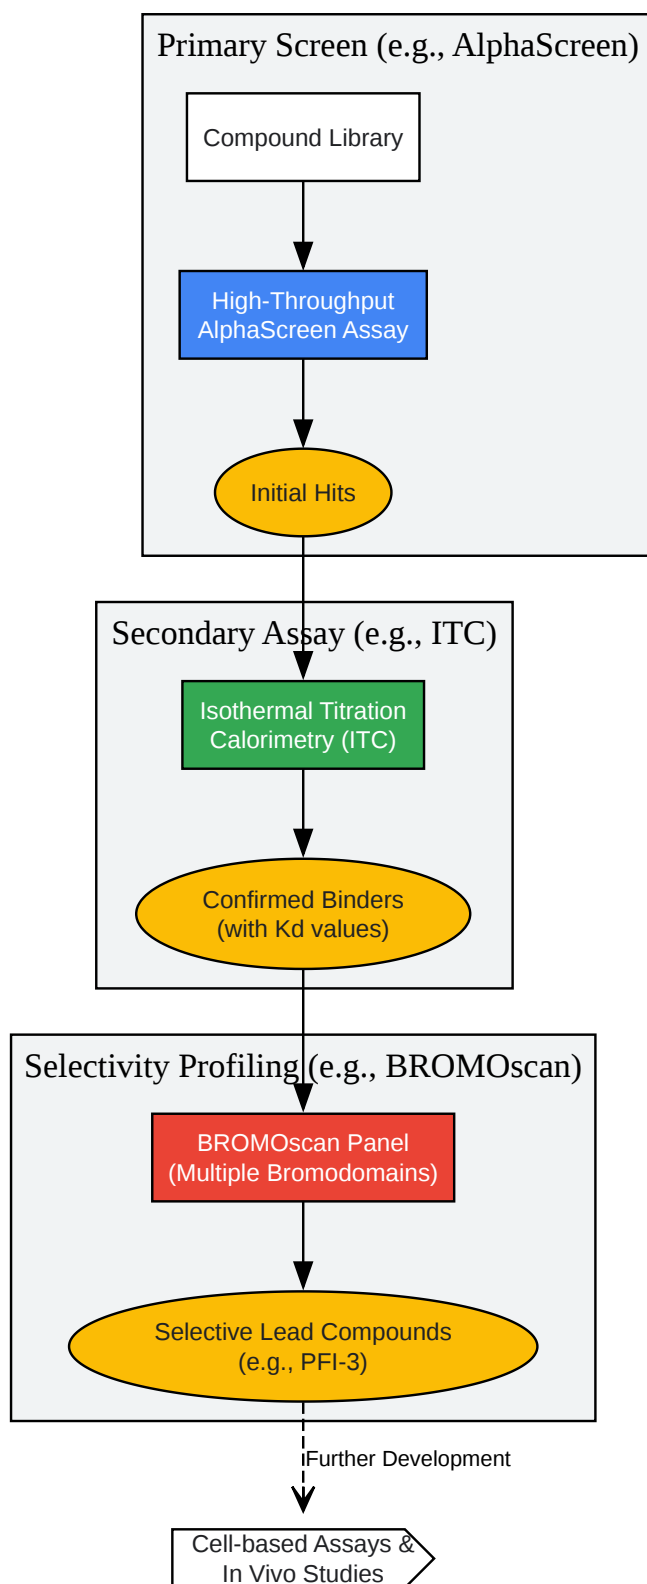 Primary Screen (e.g., AlphaScreen)
Compound Library
High-Throughput
AlphaScreen Assay
Initial Hits
Secondary Assay (e.g., ITC)
Isothermal Titration
Calorimetry (ITC)
Confirmed Binders
(with Kd values)
Selectivity Profiling (e.g., BROMOscan)
BROMOscan Panel
(Multiple Bromodomains)
Selective Lead Compounds
(e.g., PFI-3)
Further Development
Cell-based Assays &
In Vivo Studies